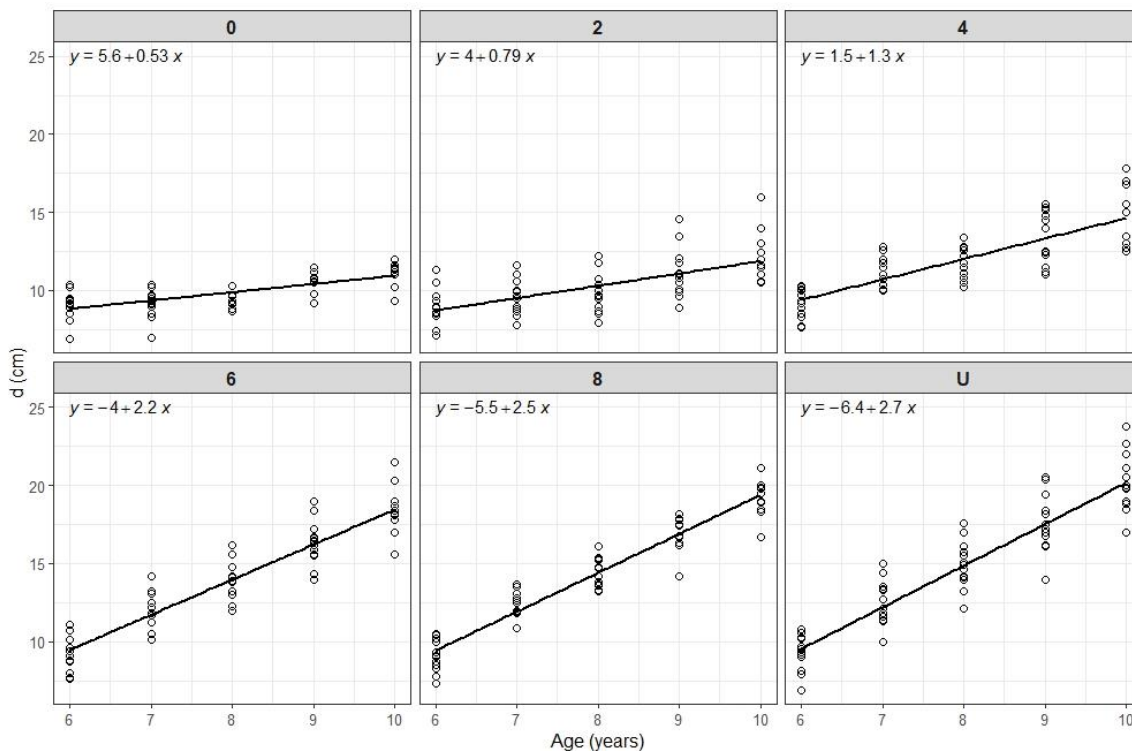 0 2 4
y = 5.6+0.53 x y = 4+0.79 x y = 1.5+1.3 x
25
20
15
10
6 8 U
y = −4+2.2 x y = −5.5+2.5 x y = −6.4+2.7 x
25
20
15
10
d (cm)
6 7 8 9 10 6 7 8 9 10 6 7 8 9 10
Age (years)